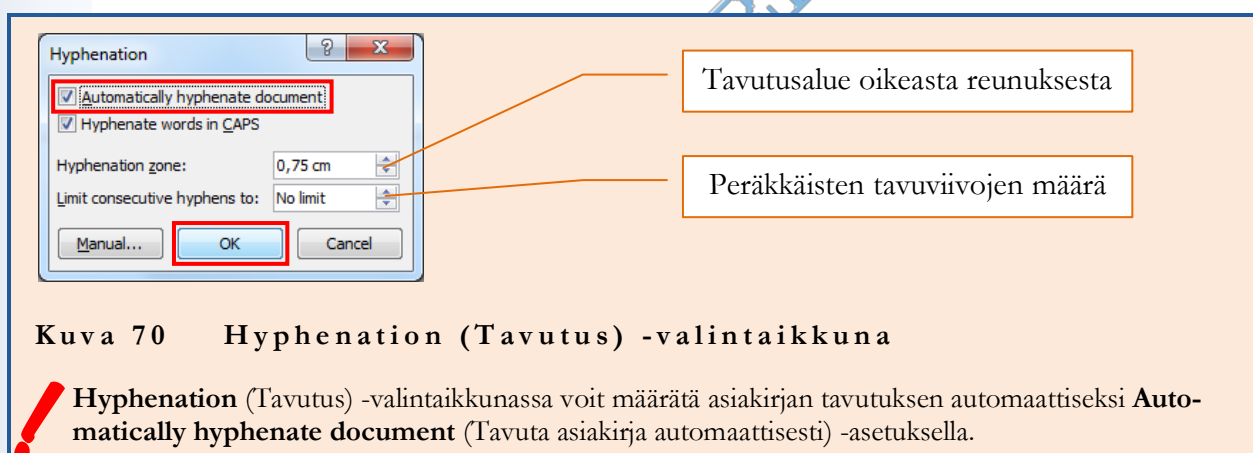 Hyphenation
Automatically hyphenate document
Hyphenate words in CAPS
Hyphenation zone: 0,75 cm
Limit consecutive hyphens to: No limit
Manual... OK Cancel
Tavutusalue oikeasta reunuksesta
Peräkkäisten tavuviivojen määrä
Kuva 70 Hyphenation (Tavutus) -valintaikkuna
Hyphenation (Tavutus) -valintaikkunassa voit määrätä asiakirjan tavutuksen automaattiseksi Auto-
matically hyphenate document (Tavuta asiakirja automaattisesti) -asetuksella.